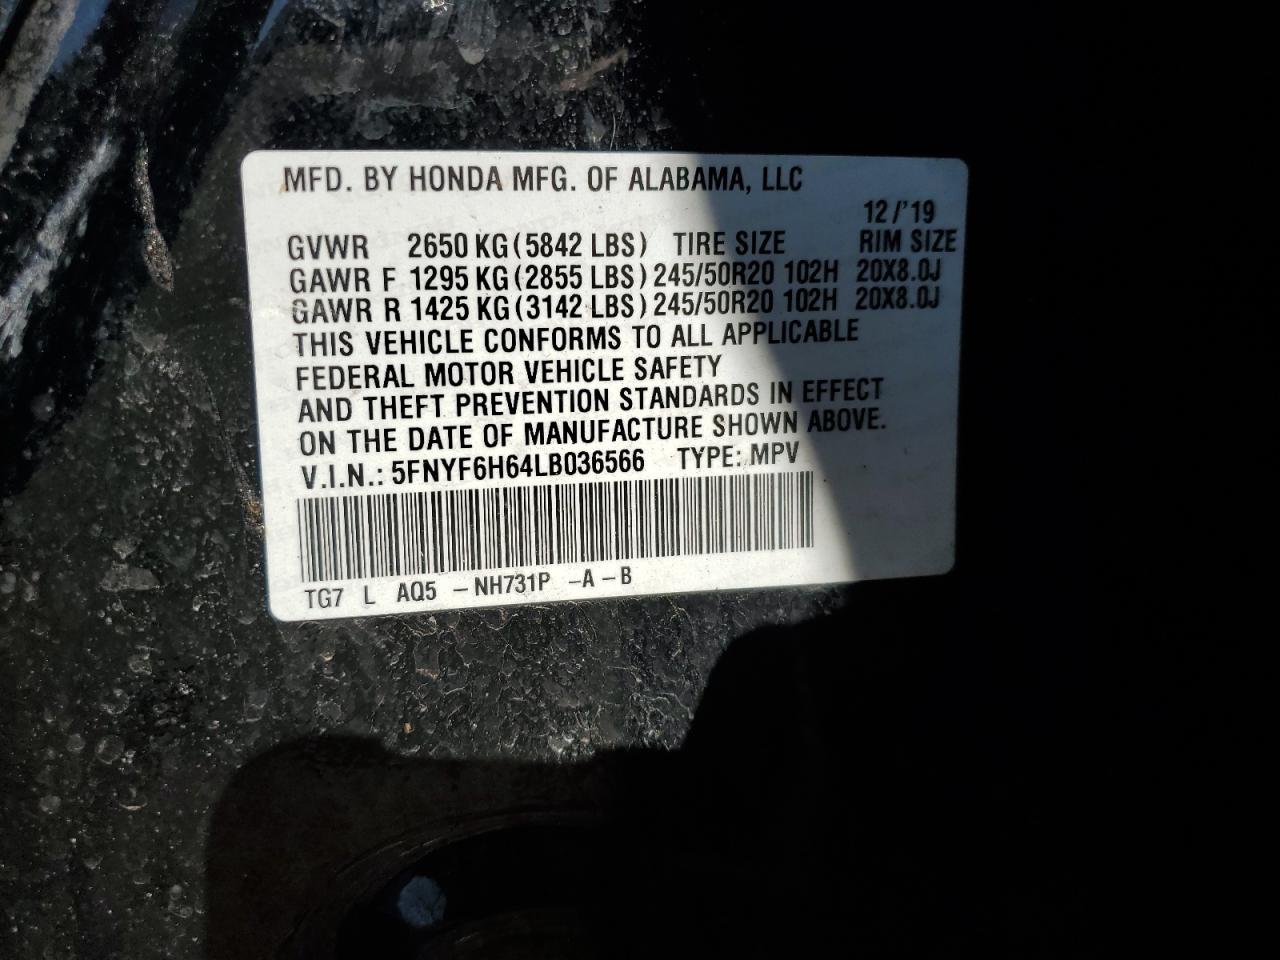 MFD. BY HONDA MFG. OF ALABAMA, LLC
12/'19
GVWR 2650 KG (5842 LBS) TIRE SIZE RIM SIZE
GAWR F 1295 KG (2855 LBS) 245/50R20 102H 20X8.0J
GAWR R 1425 KG (3142 LBS) 245/50R20 102H 20X8.0J
THIS VEHICLE CONFORMS TO ALL APPLICABLE
FEDERAL MOTOR VEHICLE SAFETY
AND THEFT PREVENTION STANDARDS IN EFFECT
ON THE DATE OF MANUFACTURE SHOWN ABOVE.
V.I.N.: 5FNYF6H64LB036566 TYPE: MPV
TG7 L AQ5 -NH731P -A-B